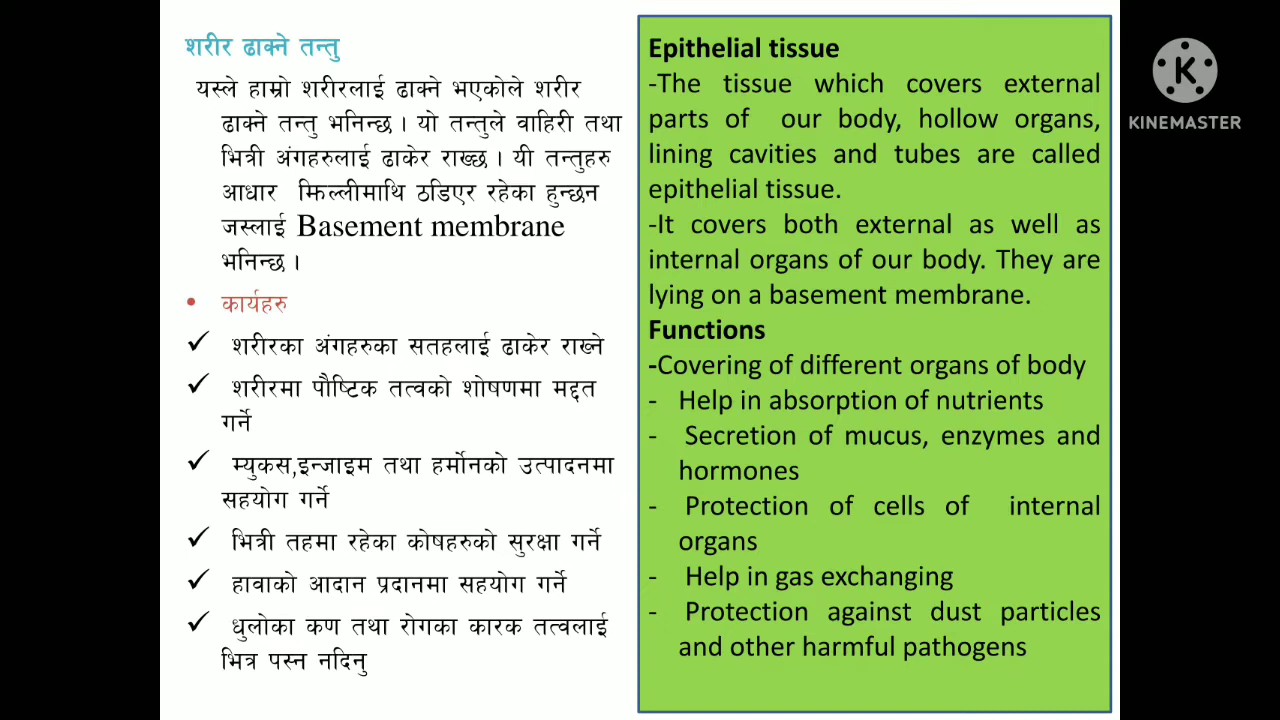 शरीर ढाक्ने तन्तु
यस्ले हाम्रो शरीरलाई ढाक्ने भएकोले शरीर
ढाक्ने तन्तु भनिन्छ । यो तन्तुले वाहिरी तथा
भित्री अंगहरुलाई ढाकेर राख्छ । यी तन्तुहरु
आधार झिल्लीमाथि ठडिएर रहेका हुन्छन
जस्लाई Basement membrane
भनिन्छ ।
• कार्यहरु
✓ शरीरका अंगहरुका सतहलाई ढाकेर राख्ने
✓ शरीरमा पौष्टिक तत्वको शोषणमा मद्दत
गर्ने
✓ म्युकस,इन्जाइम तथा हर्मोनको उत्पादनमा
सहयोग गर्ने
✓ भित्री तहमा रहेका कोषहरुको सुरक्षा गर्ने
✓ हावाको आदान प्रदानमा सहयोग गर्ने
✓ धुलोका कण तथा रोगका कारक तत्वलाई
भित्र पस्न नदिनु
Epithelial tissue
-The tissue which covers external
parts of our body, hollow organs,
lining cavities and tubes are called
epithelial tissue.
-It covers both external as well as
internal organs of our body. They are
lying on a basement membrane.
Functions
-Covering of different organs of body
- Help in absorption of nutrients
- Secretion of mucus, enzymes and
hormones
- Protection of cells of internal
organs
- Help in gas exchanging
- Protection against dust particles
and other harmful pathogens
K
KINEMASTER